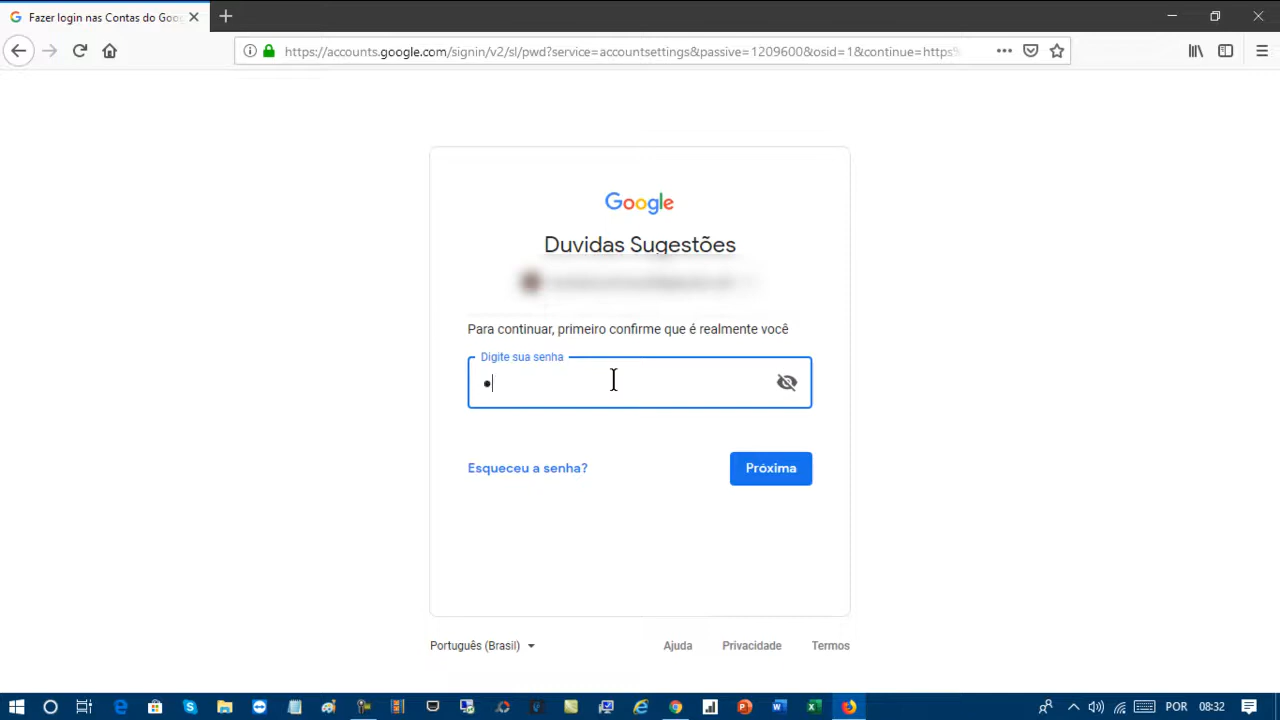 Fazer login nas Contas do Goo
https://accounts.google.com/signin/v2/sl/pwd?service=accountsettings&passive=1209600&osid=1&continue=https%
Google
Duvidas Sugestões
Para continuar, primeiro confirme que é realmente você
Digite sua senha
Esqueceu a senha?
Próxima
Português (Brasil)
Ajuda
Privacidade
Termos
POR
08:32